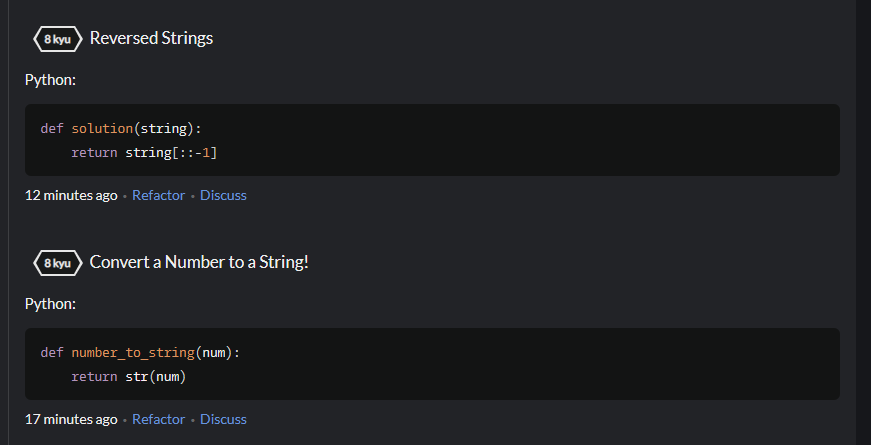 8 kyu Reversed Strings
Python:
def solution(string):
    return string[::-1]
12 minutes ago • Refactor • Discuss
8 kyu Convert a Number to a String!
Python:
def number_to_string(num):
    return str(num)
17 minutes ago • Refactor • Discuss